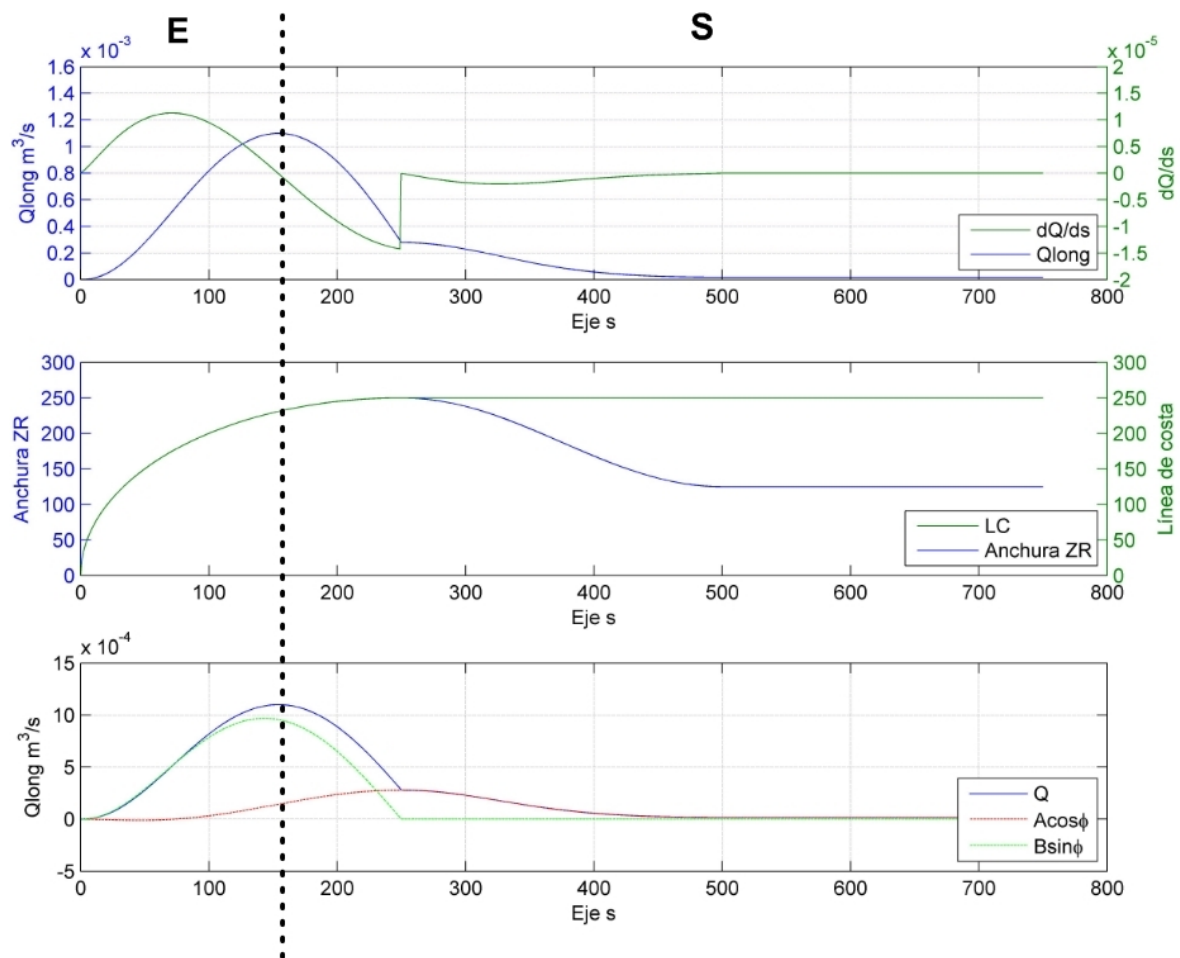 E
S
x 10⁻³
x 10⁻⁵
Qlong m³/s
1.6
1.4
1.2
1
0.8
0.6
0.4
0.2
0
2
1.5
1
0.5
0
-0.5
-1
-1.5
-2
dQ/ds
dQ/ds
Qlong
0 100 200 300 400 500 600 700 800
Eje s
Anchura ZR
300
250
200
150
100
50
0
300
250
200
150
100
50
0
Línea de costa
LC
Anchura ZR
0 100 200 300 400 500 600 700 800
Eje s
x 10⁻⁴
Qlong m³/s
15
10
5
0
-5
Q
Acosϕ
Bsinϕ
0 100 200 300 400 500 600 700 800
Eje s